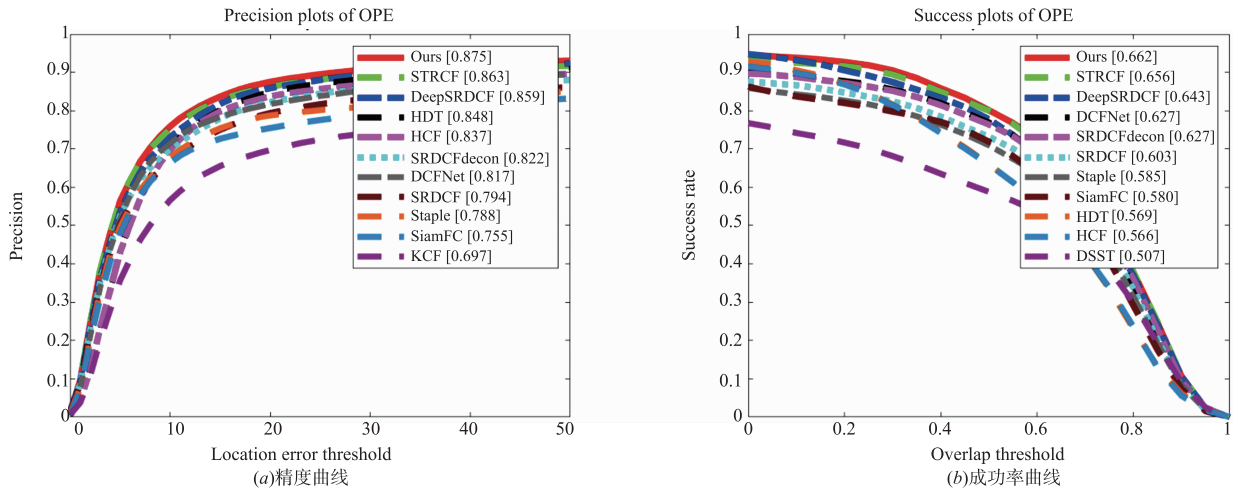 Precision plots of OPE
1
0.9
0.8
0.7
0.6
0.5
0.4
0.3
0.2
0.1
0
Precision
Ours [0.875]
STRCF [0.863]
DeepSRDCF [0.859]
HDT [0.848]
HCF [0.837]
SRDCFdecon [0.822]
DCFNet [0.817]
SRDCF [0.794]
Staple [0.788]
SiamFC [0.755]
KCF [0.697]
0 10 20 30 40 50
Location error threshold
(a)精度曲线
Success plots of OPE
1
0.9
0.8
0.7
0.6
0.5
0.4
0.3
0.2
0.1
0
Success rate
Ours [0.662]
STRCF [0.656]
DeepSRDCF [0.643]
DCFNet [0.627]
SRDCFdecon [0.627]
SRDCF [0.603]
Staple [0.585]
SiamFC [0.580]
HDT [0.569]
HCF [0.566]
DSST [0.507]
0 0.2 0.4 0.6 0.8 1
Overlap threshold
(b)成功率曲线